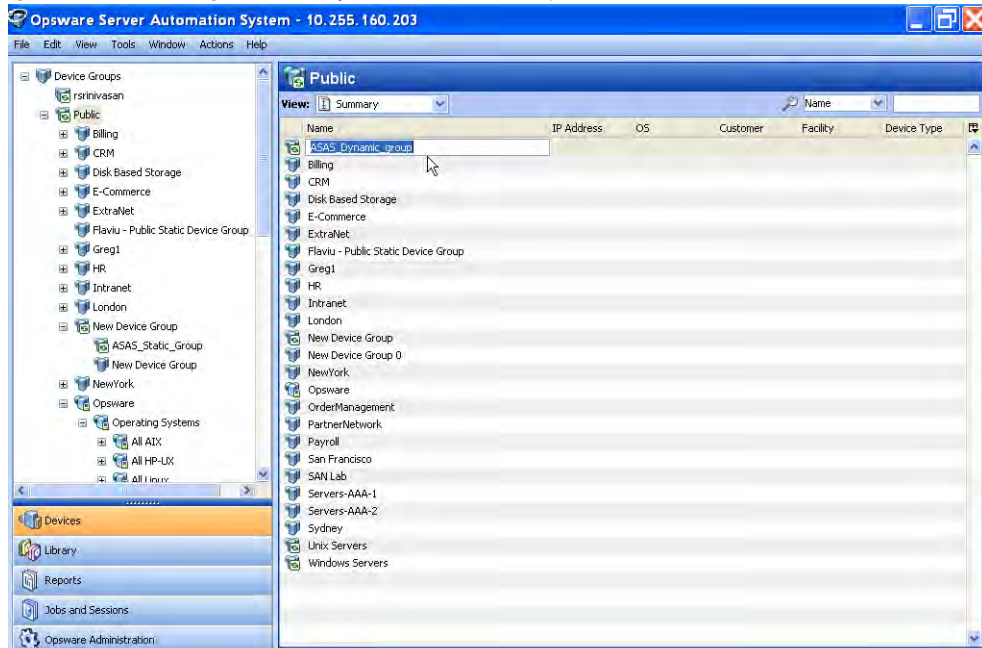 Opsware Server Automation System - 10.255.160.203
File Edit View Tools Window Actions Help
Device Groups
rsrinivasan
Public
Billing
CRM
Disk Based Storage
E-Commerce
ExtraNet
Flaviu - Public Static Device Group
Greg1
HR
Intranet
London
New Device Group
ASAS_Static_Group
New Device Group
NewYork
Opsware
Operating Systems
All AIX
All HP-UX
All Linux
Devices
Library
Reports
Jobs and Sessions
Opsware Administration
Public
View: Summary Name
Name IP Address OS Customer Facility Device Type
ASAS_Dynamic_group
Billing
CRM
Disk Based Storage
E-Commerce
ExtraNet
Flaviu - Public Static Device Group
Greg1
HR
Intranet
London
New Device Group
New Device Group 0
NewYork
Opsware
OrderManagement
PartnerNetwork
Payroll
San Francisco
SAN Lab
Servers-AAA-1
Servers-AAA-2
Sydney
Unix Servers
Windows Servers